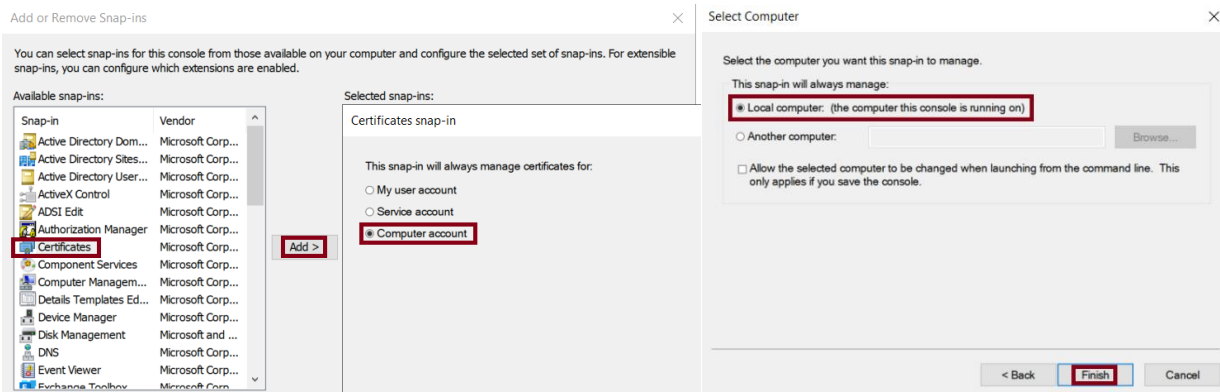 Add or Remove Snap-ins
You can select snap-ins for this console from those available on your computer and configure the selected set of snap-ins. For extensible
snap-ins, you can configure which extensions are enabled.
Available snap-ins:
Snap-in Vendor
Active Directory Dom... Microsoft Corp...
Active Directory Sites... Microsoft Corp...
Active Directory User... Microsoft Corp...
ActiveX Control Microsoft Corp...
ADSI Edit Microsoft Corp...
Authorization Manager Microsoft Corp...
Certificates Microsoft Corp...
Component Services Microsoft Corp...
Computer Managem... Microsoft Corp...
Details Templates Ed... Microsoft Corp...
Device Manager Microsoft Corp...
Disk Management Microsoft and ...
DNS Microsoft Corp...
Event Viewer Microsoft Corp...
Exchange Toolbox Microsoft Corp...
Add >
Selected snap-ins:
Certificates snap-in
This snap-in will always manage certificates for:
My user account
Service account
Computer account
Select Computer
Select the computer you want this snap-in to manage.
This snap-in will always manage:
Local computer: (the computer this console is running on)
Another computer:
Browse...
Allow the selected computer to be changed when launching from the command line. This
only applies if you save the console.
< Back Finish Cancel